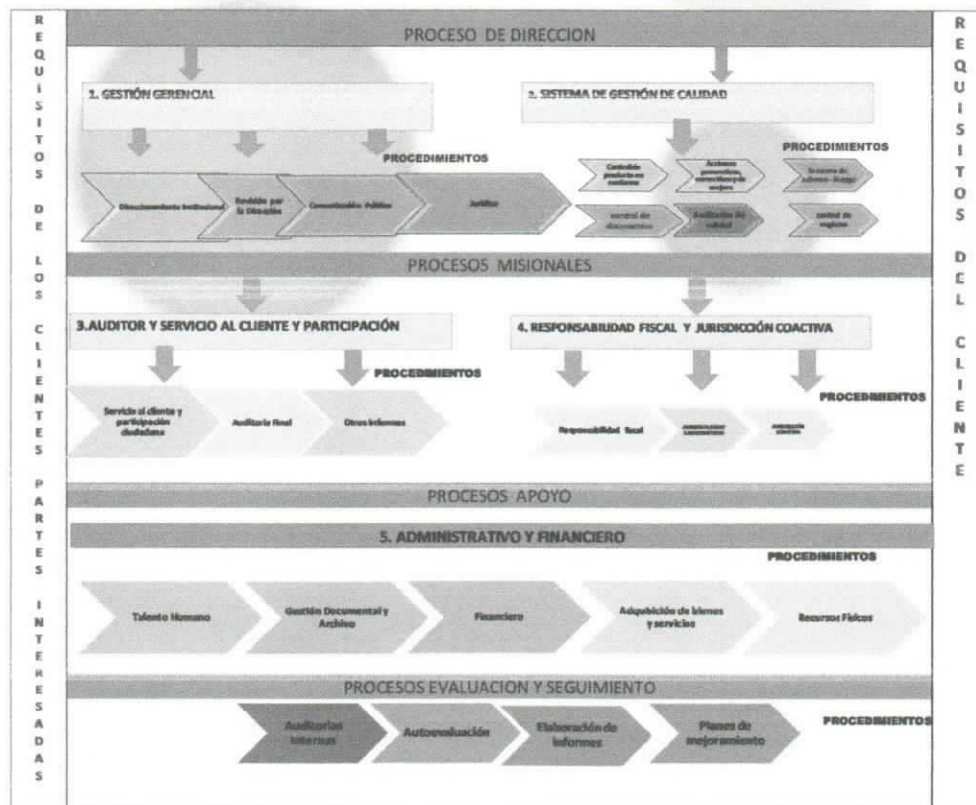 REQUISITOS DE LOS CLIENTES PARTES INTERESADAS
REQUISITOS DEL CLIENTE
PROCESO DE DIRECCION
1. GESTIÓN GERENCIAL
2. SISTEMA DE GESTIÓN DE CALIDAD
PROCEDIMIENTOS
PROCEDIMIENTOS
Direccionamiento Institucional
Revisión por
la Dirección
Comunicación Pública
Jurídica
Control de
producto no
conforme
Acciones
preventivas,
correctivas y de
mejora
control de
documentos
Auditorías de
calidad
control de
registro
PROCESOS MISIONALES
3.AUDITOR Y SERVICIO AL CLIENTE Y PARTICIPACIÓN
4. RESPONSABILIDAD FISCAL Y JURISDICCIÓN COACTIVA
PROCEDIMIENTOS
PROCEDIMIENTOS
Servicio al cliente y
participación
ciudadana
Auditoría Final
Otros Informes
Responsabilidad fiscal
PROCESOS APOYO
5. ADMINISTRATIVO Y FINANCIERO
PROCEDIMIENTOS
Talento Humano
Gestión Documental y
Archivo
Financiero
Adquisición de bienes
y servicios
Recursos Físicos
PROCESOS EVALUACION Y SEGUIMIENTO
PROCEDIMIENTOS
Auditorias
Internas
Autoevaluación
Elaboración de
informes
Planes de
mejoramiento